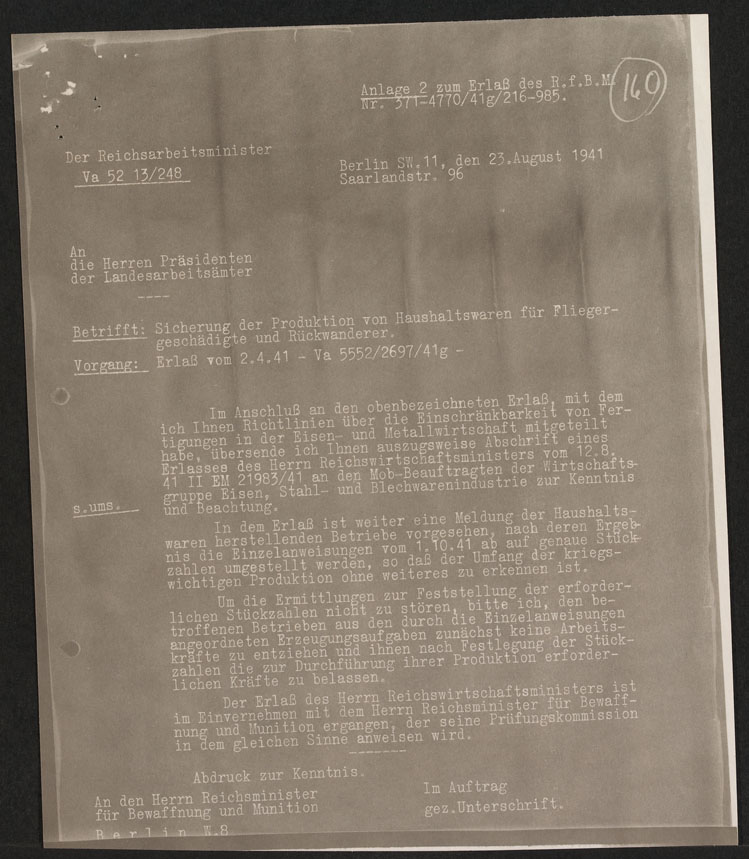 Anlage 2 zum Erlaß des R.f.B.M.
Nr. 371-4770/41g/216-985.
160
Der Reichsarbeitsminister
Va 52 13/248
Berlin SW.11, den 23.August 1941
Saarlandstr. 96
An
die Herren Präsidenten
der Landesarbeitsämter
----
Betrifft: Sicherung der Produktion von Haushaltswaren für Flieger-
geschädigte und Rückwanderer.
Vorgang: Erlaß vom 2.4.41 - Va 5552/2697/41g -
Im Anschluß an den obenbezeichneten Erlaß, mit dem
ich Ihnen Richtlinien über die Einschränkbarkeit von Fer-
tigungen in der Eisen- und Metallwirtschaft mitgeteilt
habe, übersende ich Ihnen auszugsweise Abschrift eines
Erlasses des Herrn Reichswirtschaftsministers vom 12.8.
41 II EM 21983/41 an den Mob-Beauftragten der Wirtschafts-
gruppe Eisen, Stahl- und Blechwarenindustrie zur Kenntnis
s.ums. und Beachtung.
In dem Erlaß ist weiter eine Meldung der Haushalts-
waren herstellenden Betriebe vorgesehen, nach deren Ergeb-
nis die Einzelanweisungen vom 1.10.41 ab auf genaue Stück-
zahlen umgestellt werden, so daß der Umfang der kriegs-
wichtigen Produktion ohne weiteres zu erkennen ist.
Um die Ermittlungen zur Feststellung der erforder-
lichen Stückzahlen nicht zu stören, bitte ich, den be-
troffenen Betrieben aus den durch die Einzelanweisungen
angeordneten Erzeugungsaufgaben zunächst keine Arbeits-
kräfte zu entziehen und ihnen nach Festlegung der Stück-
zahlen die zur Durchführung ihrer Produktion erforder-
lichen Kräfte zu belassen.
Der Erlaß des Herrn Reichswirtschaftsministers ist
im Einvernehmen mit dem Herrn Reichsminister für Bewaff-
nung und Munition ergangen, der seine Prüfungskommission
in dem gleichen Sinne anweisen wird.
-------
Abdruck zur Kenntnis.
An den Herrn Reichsminister
für Bewaffnung und Munition
Berlin W.8
Im Auftrag
gez.Unterschrift.